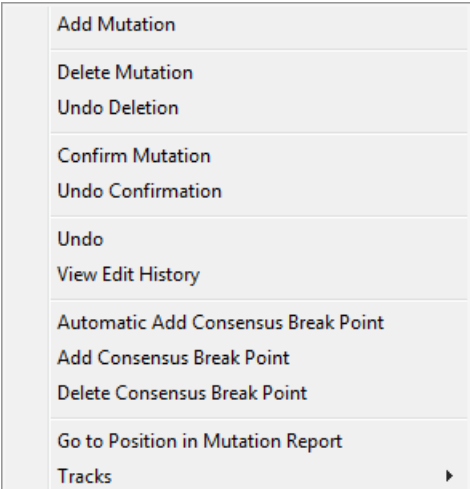 Add Mutation
Delete Mutation
Undo Deletion
Confirm Mutation
Undo Confirmation
Undo
View Edit History
Automatic Add Consensus Break Point
Add Consensus Break Point
Delete Consensus Break Point
Go to Position in Mutation Report
Tracks